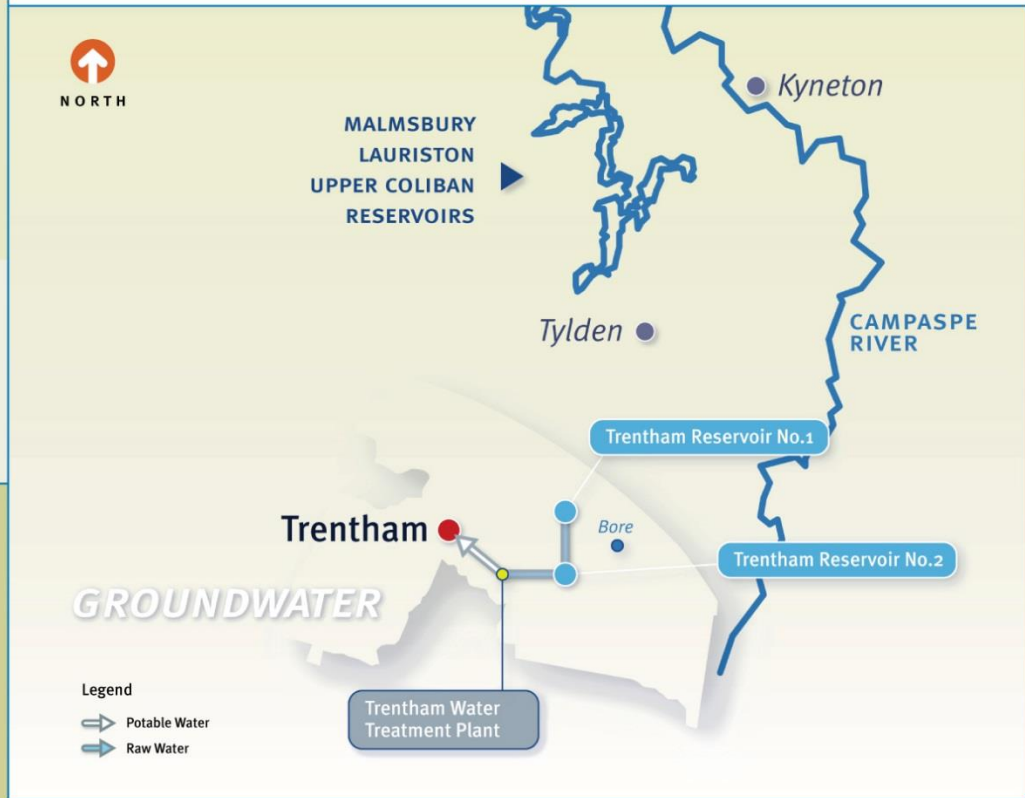 NORTH
Kyneton
MALMSBURY
LAURISTON
UPPER COLIBAN
RESERVOIRS
Tylden
CAMPASPE
RIVER
Trentham Reservoir No.1
Trentham
Bore
Trentham Reservoir No.2
GROUNDWATER
Legend
Potable Water
Raw Water
Trentham Water
Treatment Plant